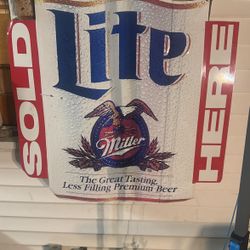 Lite
SOLD
HERE
Miller
The Great Tasting,
Less Filling Premium Beer